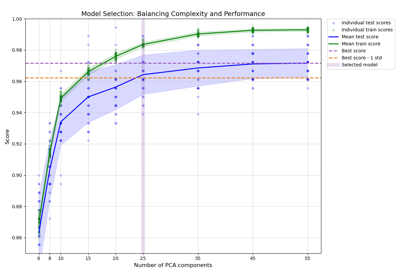 Model Selection: Balancing Complexity and Performance
1.00
0.98
0.96
0.94
0.92
0.90
0.88
0.86
Score
6 8 10 15 20 25 35 45 55
Number of PCA components
Individual test scores
Individual train scores
Mean test score
Mean train score
Best score
Best score - 1 std
Selected model